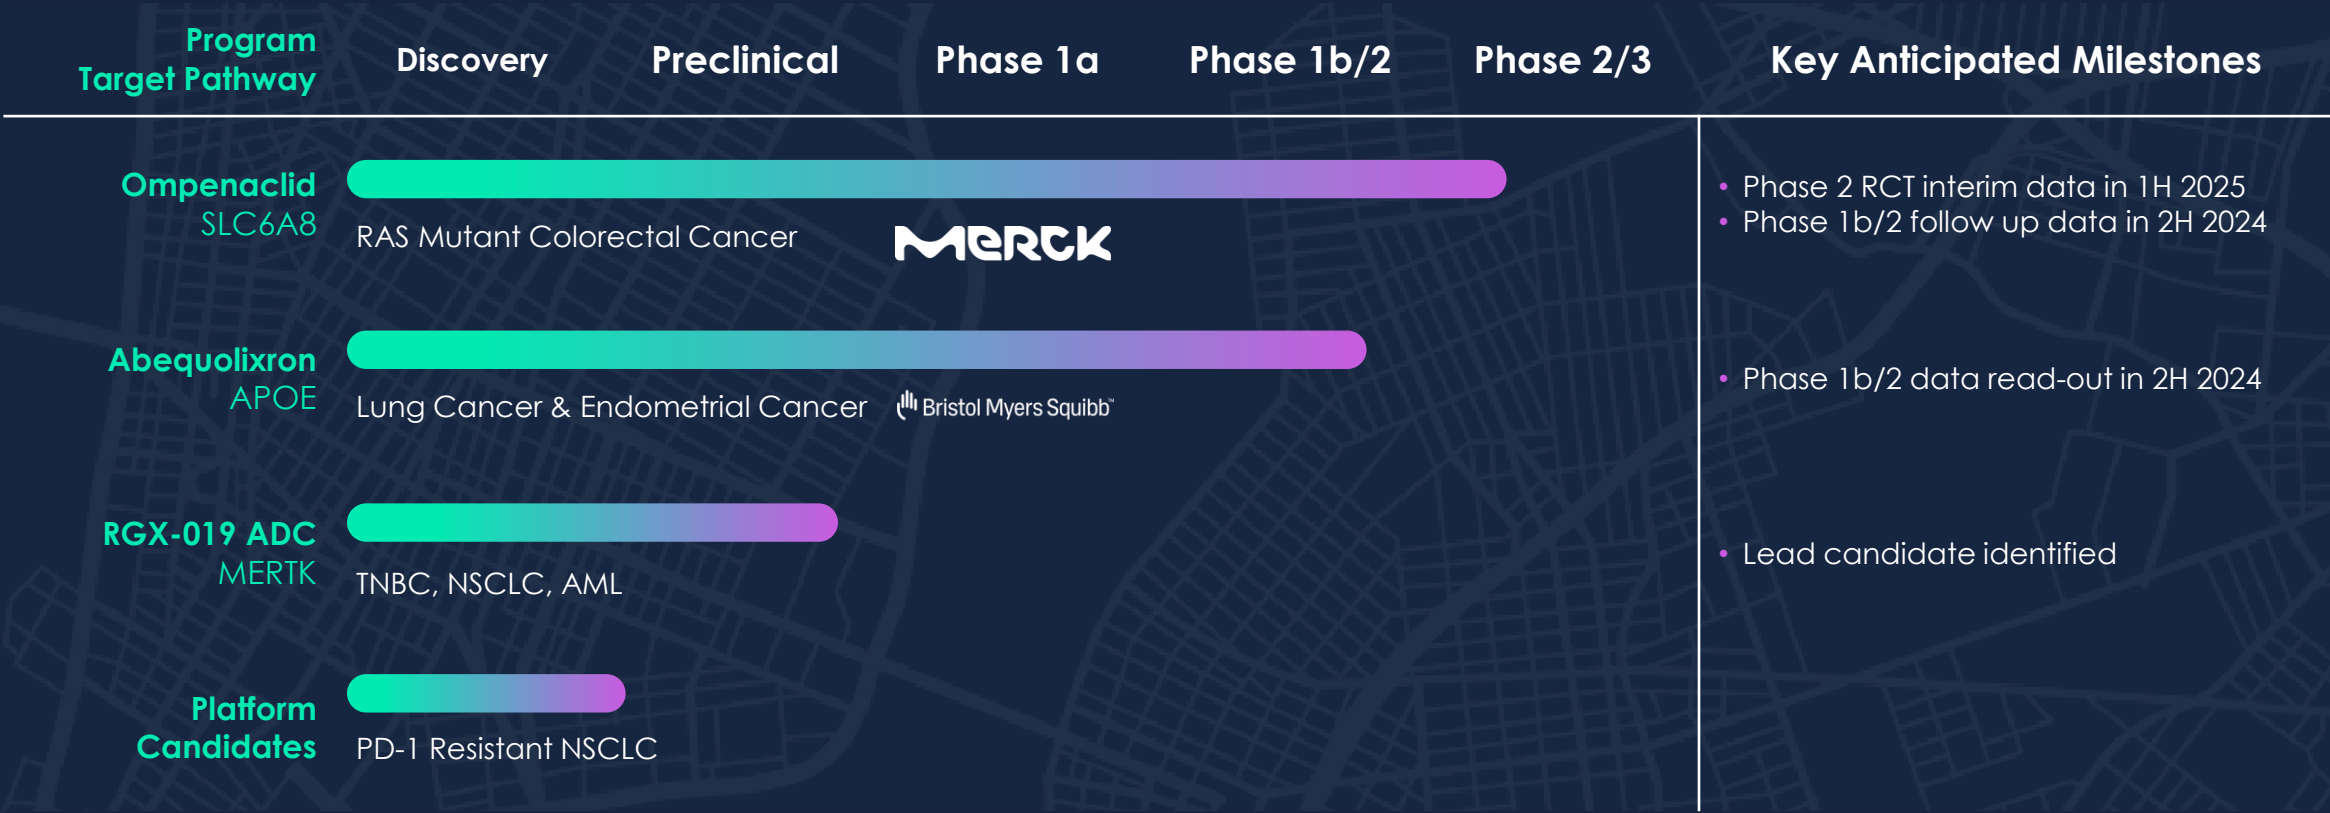 Program
Target Pathway
Discovery
Preclinical
Phase 1a
Phase 1b/2
Phase 2/3
Key Anticipated Milestones
Ompenaclid
SLC6A8
RAS Mutant Colorectal Cancer
MERCK
• Phase 2 RCT interim data in 1H 2025
• Phase 1b/2 follow up data in 2H 2024
Abequolixron
APOE
Lung Cancer & Endometrial Cancer
Bristol Myers Squibb™
• Phase 1b/2 data read-out in 2H 2024
RGX-019 ADC
MERTK
TNBC, NSCLC, AML
• Lead candidate identified
Platform
Candidates
PD-1 Resistant NSCLC